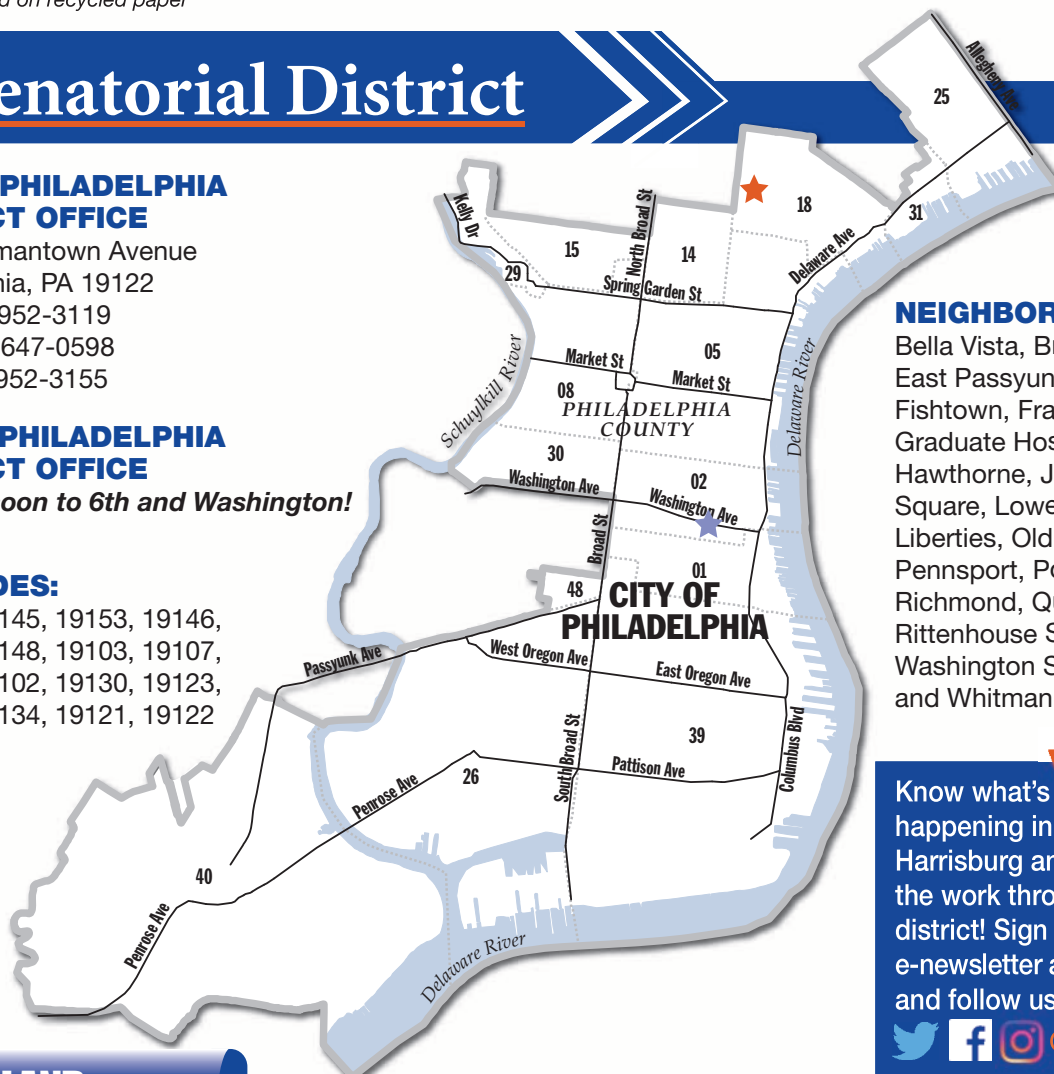 on recycled paper
enatorial District
PHILADELPHIA
CT OFFICE
mantown Avenue
nia, PA 19122
952-3119
647-0598
952-3155
PHILADELPHIA
CT OFFICE
oon to 6th and Washington!
DES:
145, 19153, 19146,
148, 19103, 19107,
102, 19130, 19123,
134, 19121, 19122
Allegheny Ave
25
31
18
Delaware Ave
Kelly Dr
15
North Broad St
14
29
Spring Garden St
Schuylkill River
Market St
05
Market St
08
PHILADELPHIA
COUNTY
Delaware River
30
Washington Ave
02
Washington Ave
Broad St
01
48
CITY OF
PHILADELPHIA
Passyunk Ave
West Oregon Ave
East Oregon Ave
South Broad St
39
Columbus Blvd
Pattison Ave
26
Penrose Ave
40
Penrose Ave
Delaware River
NEIGHBOR
Bella Vista, B
East Passyun
Fishtown, Fra
Graduate Hos
Hawthorne, J
Square, Lowe
Liberties, Old
Pennsport, Po
Richmond, Qu
Rittenhouse S
Washington S
and Whitman
Know what's
happening in
Harrisburg an
the work thro
district! Sign
e-newsletter a
and follow us